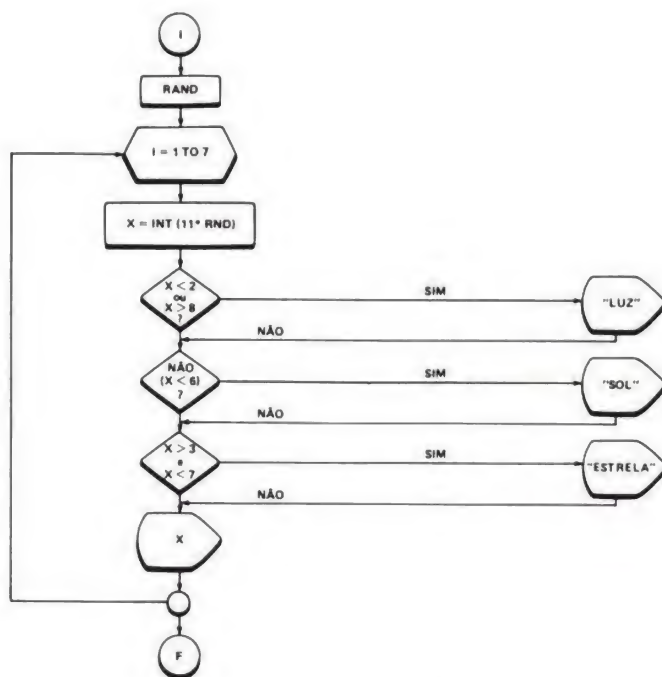 I
RAND
I = 1 TO 7
X = INT (11* RND)
X < 2
ou
X > 8
?
SIM
"LUZ"
NÃO
NÃO
(X < 6)
?
SIM
"SOL"
NÃO
X > 3
e
X < 7
SIM
"ESTRELA"
NÃO
X
F